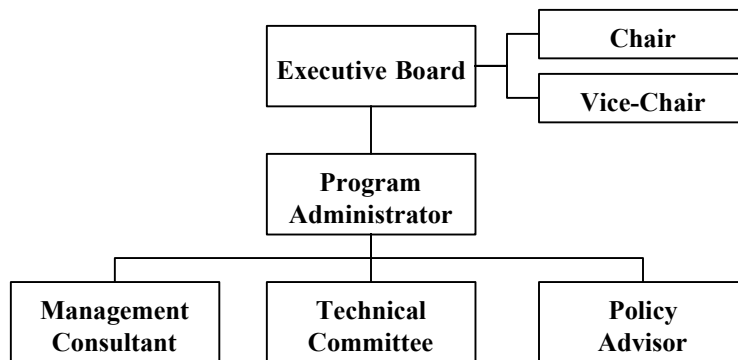 Chair
Executive Board
Vice-Chair
Program
Administrator
Management
Consultant
Technical
Committee
Policy
Advisor